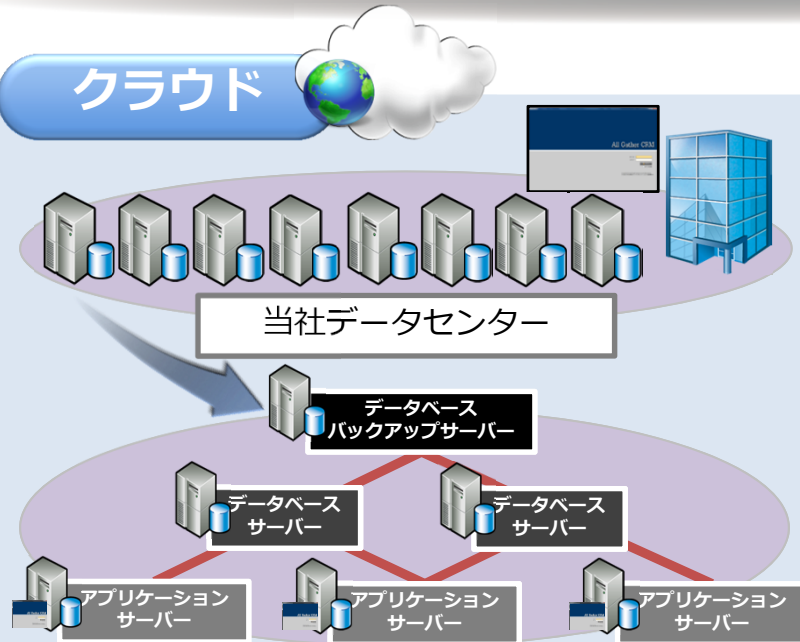 クラウド
All Gather CRM
当社データセンター
データベース
バックアップサーバー
データベース
サーバー
データベース
サーバー
アプリケーション
サーバー
アプリケーション
サーバー
アプリケーション
サーバー